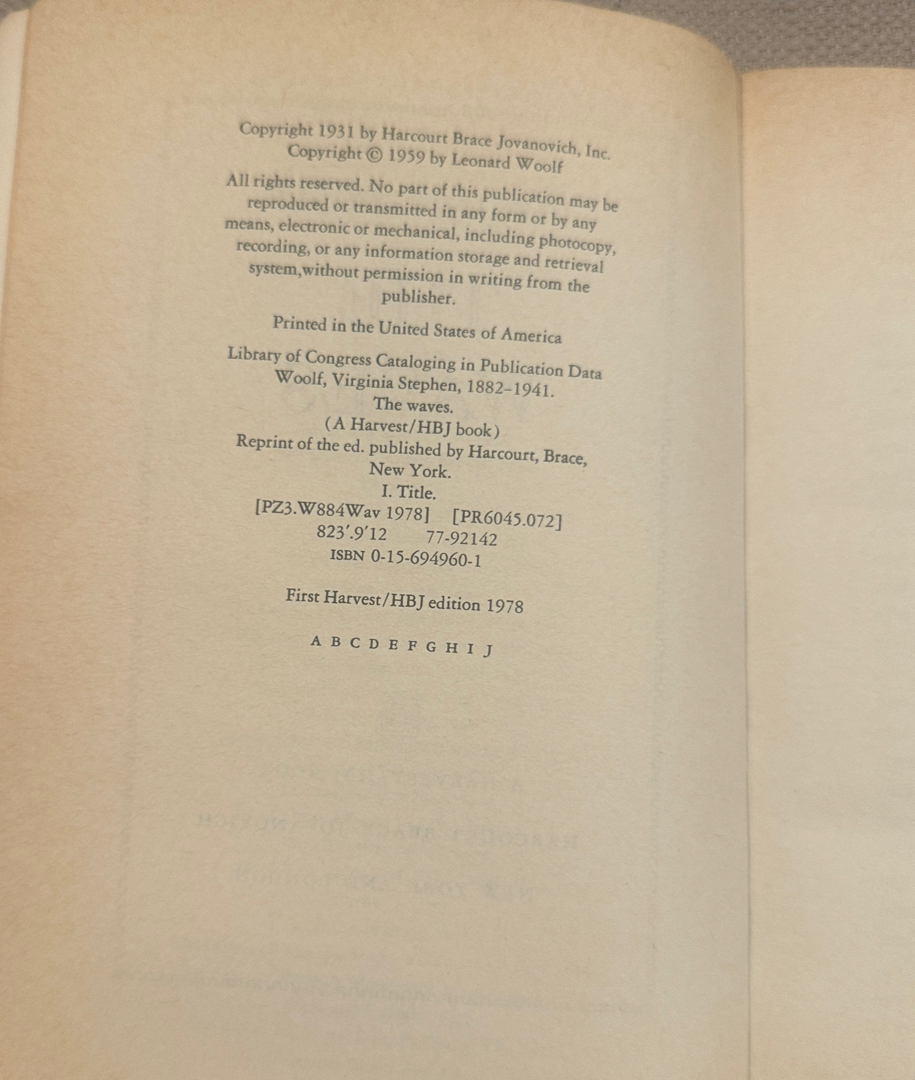 Copyright 1931 by Harcourt Brace Jovanovich, Inc.
Copyright © 1959 by Leonard Woolf
All rights reserved. No part of this publication may be
reproduced or transmitted in any form or by any
means, electronic or mechanical, including photocopy,
recording, or any information storage and retrieval
system,without permission in writing from the
publisher.
Printed in the United States of America
Library of Congress Cataloging in Publication Data
Woolf, Virginia Stephen, 1882–1941.
The waves.
(A Harvest/HBJ book)
Reprint of the ed. published by Harcourt, Brace,
New York.
I. Title.
[PZ3.W884Wav 1978] [PR6045.072]
823'.9'12 77-92142
ISBN 0-15-694960-1
First Harvest/HBJ edition 1978
A B C D E F G H I J